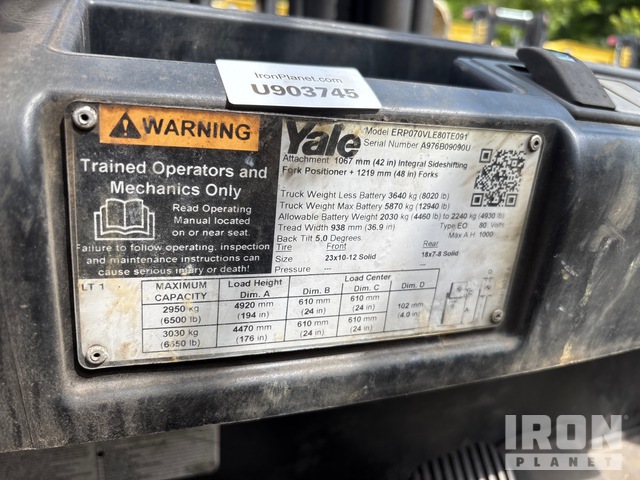 IronPlanet.com
U903745
WARNING
Trained Operators and
Mechanics Only
Read Operating
Manual located
on or near seat.
Failure to follow operating, inspection
and maintenance instructions can
cause serious injury or death!
Yale
Model ERP070VLE80TE091
Serial Number A976B09090U
Attachment 1067 mm (42 in) Integral Sideshifting
Fork Positioner + 1219 mm (48 in) Forks
Truck Weight Less Battery 3640 kg (8020 lb)
Truck Weight Max Battery 5870 kg (12940 lb)
Allowable Battery Weight 2030 kg (4460 lb) to 2240 kg (4930 lb)
Tread Width 938 mm (36.9 in) Type EO 80 Volts
Back Tilt 5.0 Degrees Max A H 1000
Tire Front Rear
Size 23x10-12 Solid 18x7-8 Solid
Pressure --- ---
LT 1
MAXIMUM CAPACITY Load Height Dim. A Load Center Dim. B Dim. C Dim. D
2950 kg 4920 mm 610 mm 610 mm 102 mm
(6500 lb) (194 in) (24 in) (24 in) (4.0 in)
3030 kg 4470 mm 610 mm 610 mm
(6650 lb) (176 in) (24 in) (24 in)
IRON
PLANET